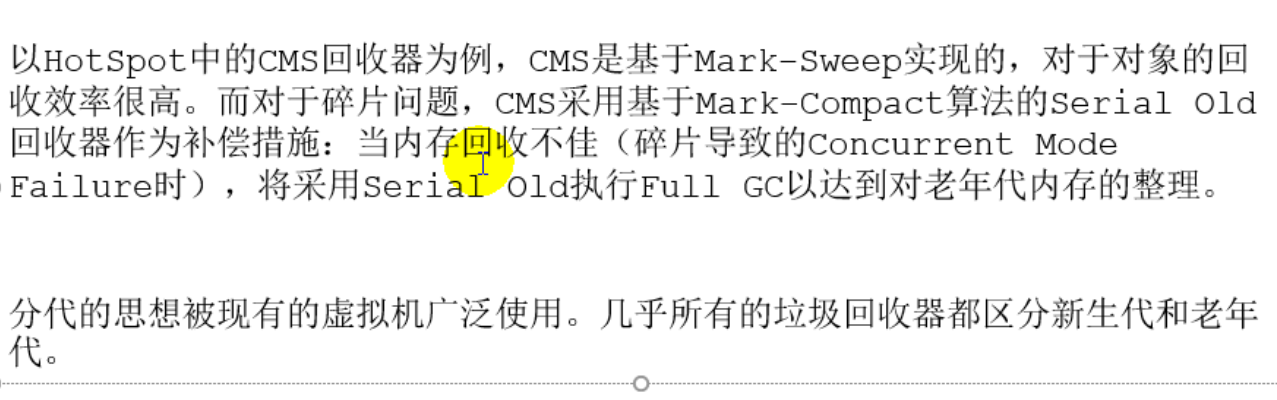 以HotSpot中的CMS回收器为例，CMS是基于Mark-Sweep实现的，对于对象的回
收效率很高。而对于碎片问题，CMS采用基于Mark-Compact算法的Serial Old
回收器作为补偿措施：当内存回收不佳（碎片导致的Concurrent Mode
Failure时），将采用Serial Old执行Full GC以达到对老年代内存的整理。
分代的思想被现有的虚拟机广泛使用。几乎所有的垃圾回收器都区分新生代和老年
代。